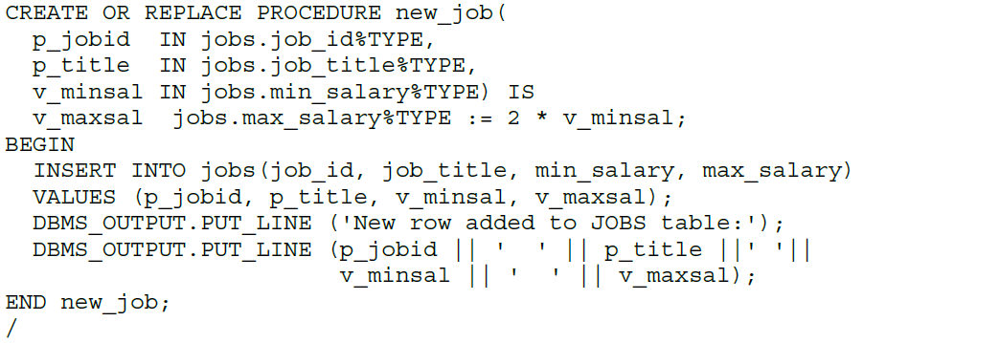 CREATE OR REPLACE PROCEDURE new_job(
  p_jobid  IN jobs.job_id%TYPE,
  p_title  IN jobs.job_title%TYPE,
  v_minsal IN jobs.min_salary%TYPE) IS
  v_maxsal  jobs.max_salary%TYPE := 2 * v_minsal;
BEGIN
  INSERT INTO jobs(job_id, job_title, min_salary, max_salary)
  VALUES (p_jobid, p_title, v_minsal, v_maxsal);
  DBMS_OUTPUT.PUT_LINE ('New row added to JOBS table:');
  DBMS_OUTPUT.PUT_LINE (p_jobid || '  ' || p_title ||' '||
                        v_minsal || '  ' || v_maxsal);
END new_job;
/